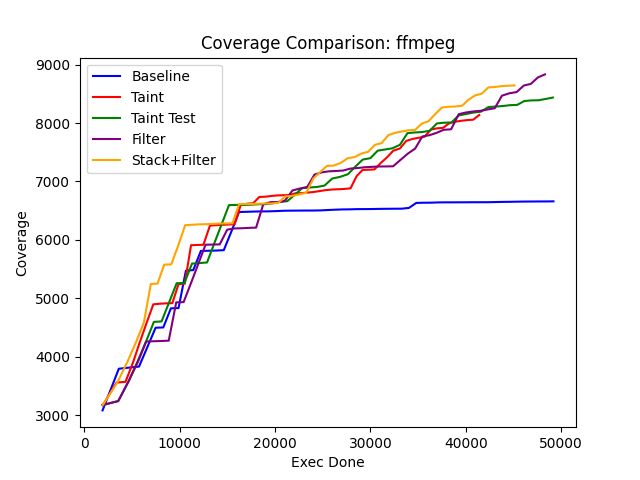 Coverage Comparison: ffmpeg
Coverage
9000
8000
7000
6000
5000
4000
3000
Baseline
Taint
Taint Test
Filter
Stack+Filter
0 10000 20000 30000 40000 50000
Exec Done